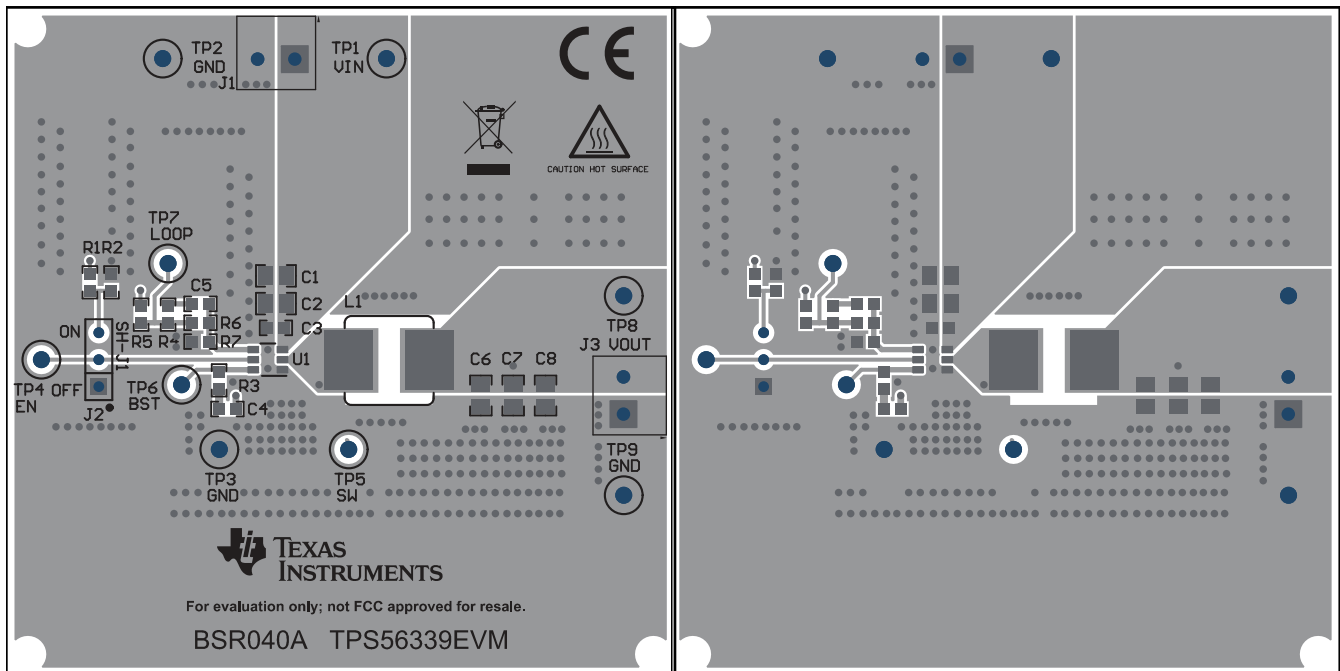 TP2
GND
J1
TP1
VIN
CE
CAUTION HOT SURFACE
TP7
LOOP
R1R2
C1
C5
C2
L1
C3
ON
SH-J1
R5
R4
R6
R7
U1
TP8
J3 VOUT
C6
C7
C8
TP4 OFF
EN
J2
TP6
BST
R3
C4
TP3
GND
TP5
SW
TP9
GND
TEXAS
INSTRUMENTS
For evaluation only; not FCC approved for resale.
BSR040A TPS56339EVM